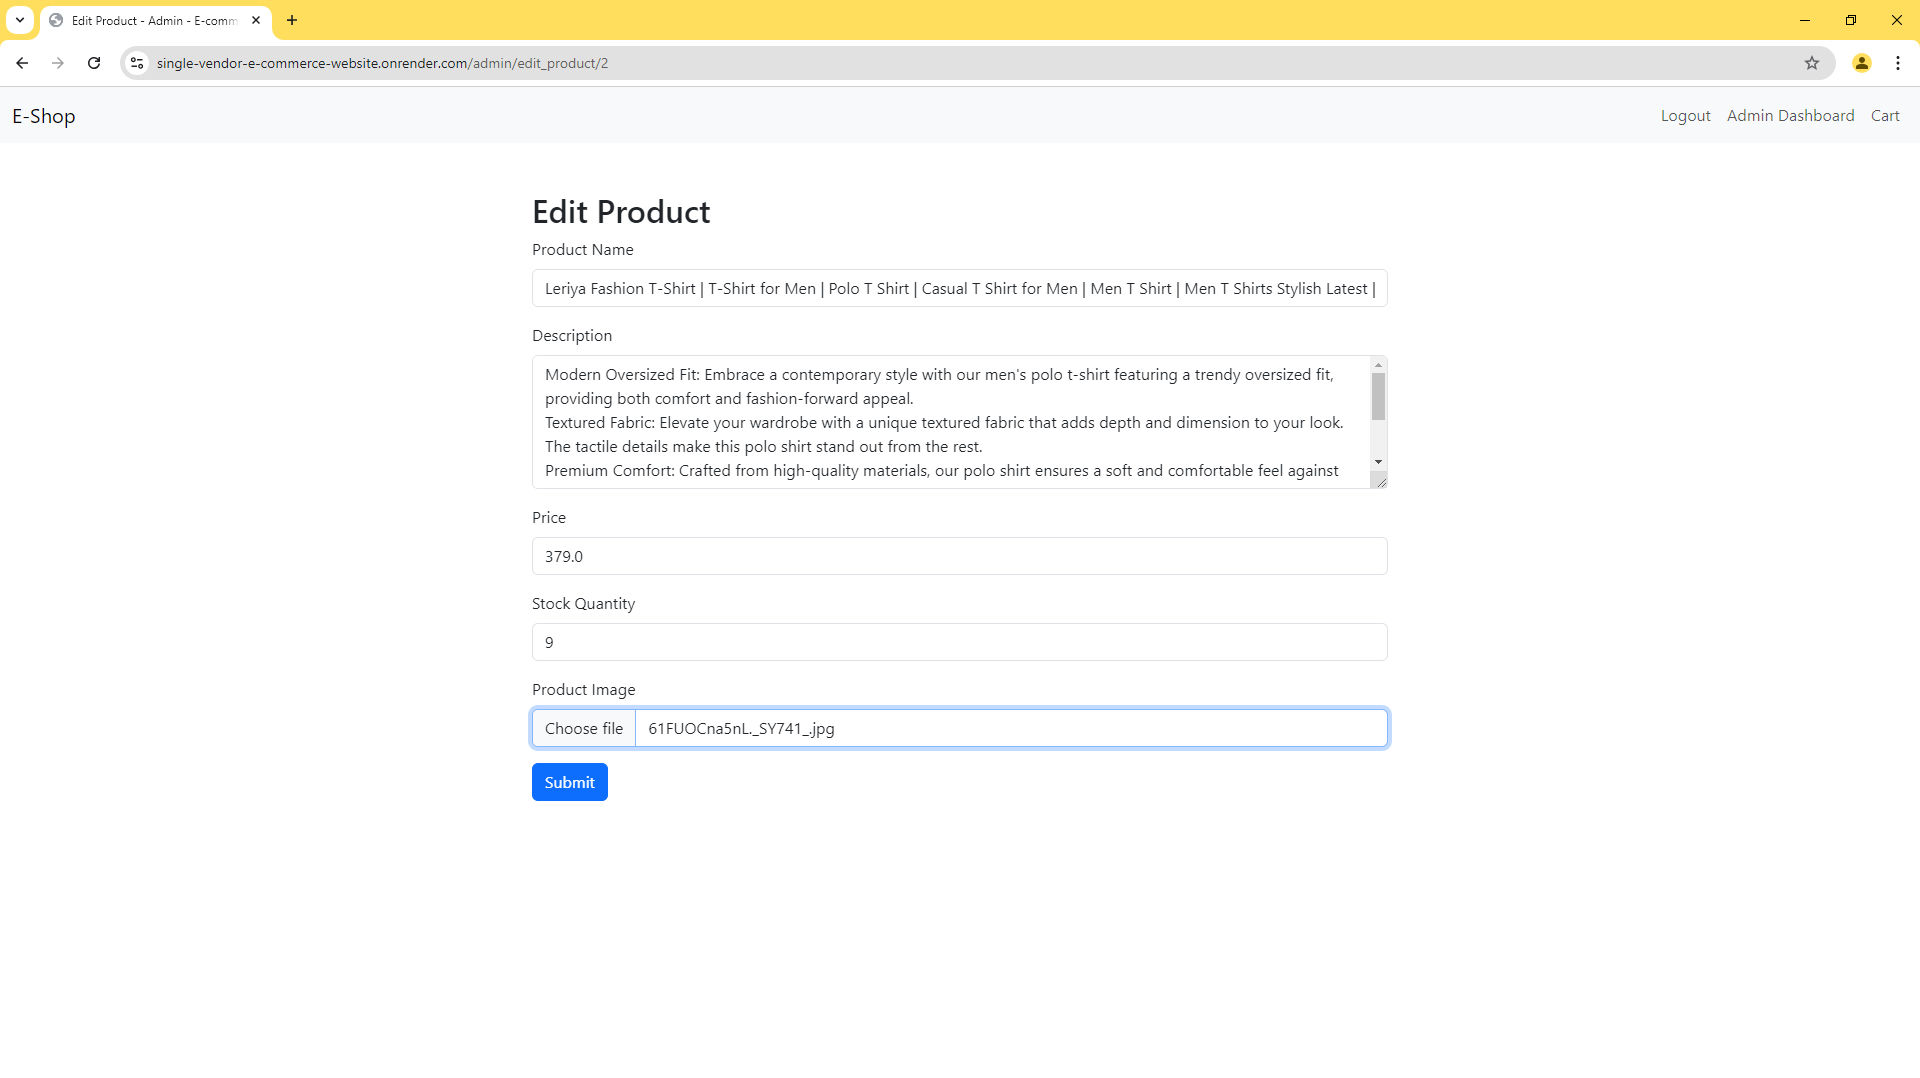 Edit Product - Admin - E-comm
single-vendor-e-commerce-website.onrender.com/admin/edit_product/2
E-Shop
Logout
Admin Dashboard
Cart
Edit Product
Product Name
Leriya Fashion T-Shirt | T-Shirt for Men | Polo T Shirt | Casual T Shirt for Men | Men T Shirt | Men T Shirts Stylish Latest |
Description
Modern Oversized Fit: Embrace a contemporary style with our men's polo t-shirt featuring a trendy oversized fit,
providing both comfort and fashion-forward appeal.
Textured Fabric: Elevate your wardrobe with a unique textured fabric that adds depth and dimension to your look.
The tactile details make this polo shirt stand out from the rest.
Premium Comfort: Crafted from high-quality materials, our polo shirt ensures a soft and comfortable feel against
Price
379.0
Stock Quantity
9
Product Image
Choose file
61FUOCna5nL._SY741_.jpg
Submit